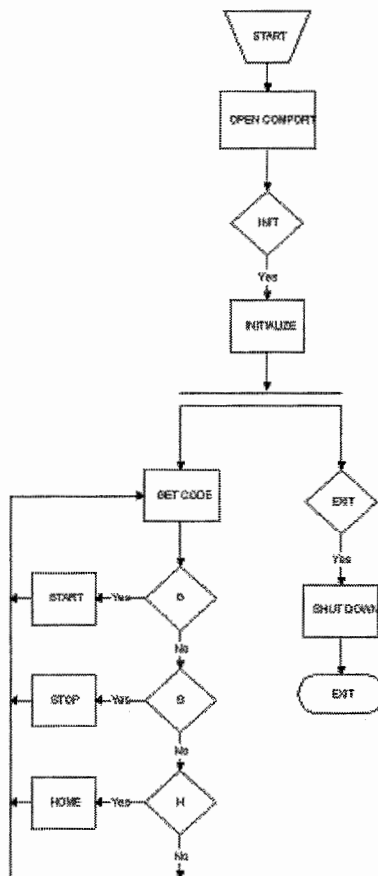 START
OPEN COMPORT
INIT
Yes
INITIALIZE
GET CODE
EXIT
Yes
START
Yes
No
SHUT DOWN
EXIT
STOP
Yes
S
No
HOME
Yes
H
No